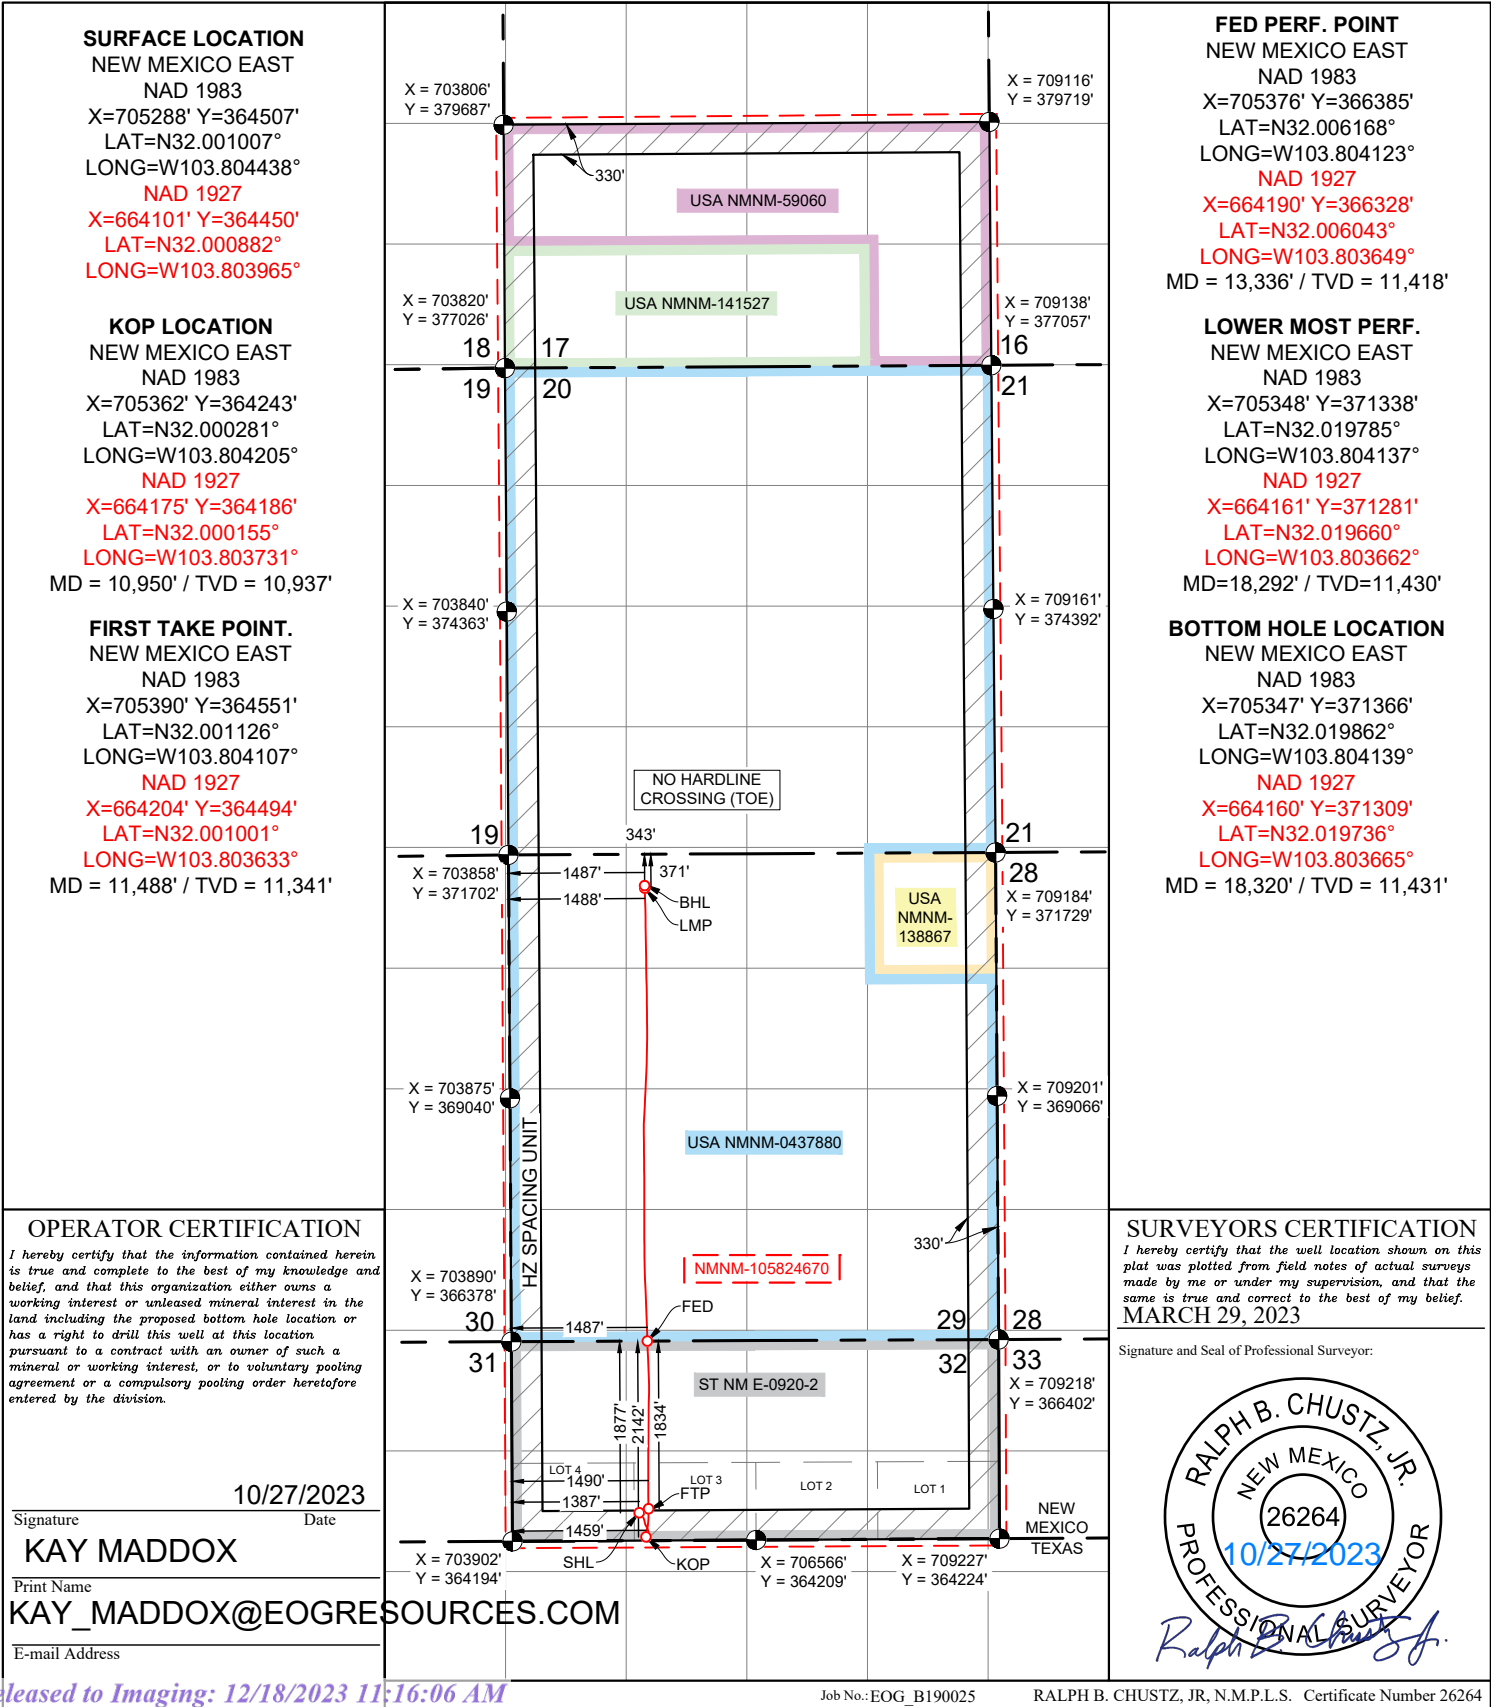 SURFACE LOCATION
NEW MEXICO EAST
NAD 1983
X=705288' Y=364507'
LAT=N32.001007°
LONG=W103.804438°
NAD 1927
X=664101' Y=364450'
LAT=N32.000882°
LONG=W103.803965°
KOP LOCATION
NEW MEXICO EAST
NAD 1983
X=705362' Y=364243'
LAT=N32.000281°
LONG=W103.804205°
NAD 1927
X=664175' Y=364186'
LAT=N32.000155°
LONG=W103.803731°
MD = 10,950' / TVD = 10,937'
FIRST TAKE POINT.
NEW MEXICO EAST
NAD 1983
X=705390' Y=364551'
LAT=N32.001126°
LONG=W103.804107°
NAD 1927
X=664204' Y=364494'
LAT=N32.001001°
LONG=W103.803633°
MD = 11,488' / TVD = 11,341'
OPERATOR CERTIFICATION
I hereby certify that the information contained herein
is true and complete to the best of my knowledge and
belief, and that this organization either owns a
working interest or unleased mineral interest in the
land including the proposed bottom hole location or
has a right to drill this well at this location
pursuant to a contract with an owner of such a
mineral or working interest, or to voluntary pooling
agreement or a compulsory pooling order heretofore
entered by the division.
10/27/2023
Signature Date
KAY MADDOX
Print Name
KAY_MADDOX@EOGRESOURCES.COM
E-mail Address
X = 703806'
Y = 379687'
X = 709116'
Y = 379719'
330'
USA NMNM-59060
USA NMNM-141527
X = 703820'
Y = 377026'
X = 709138'
Y = 377057'
18 17 16
19 20 21
X = 703840'
Y = 374363'
X = 709161'
Y = 374392'
NO HARDLINE
CROSSING (TOE)
19 343' 21
28
X = 703858'
Y = 371702'
1487' 371'
1488'
BHL
LMP
USA
NMNM-
138867
X = 709184'
Y = 371729'
X = 703875'
Y = 369040'
X = 709201'
Y = 369066'
HZ SPACING UNIT
USA NMNM-0437880
330'
NMNM-105824670
X = 703890'
Y = 366378'
FED
30 1487' 29 28
31 32 33
ST NM E-0920-2
X = 709218'
Y = 366402'
1877'
2142'
1834'
LOT 4 LOT 3 LOT 2 LOT 1
1490'
FTP
1387'
1459'
NEW
MEXICO
TEXAS
SHL KOP
X = 703902'
Y = 364194'
X = 706566'
Y = 364209'
X = 709227'
Y = 364224'
FED PERF. POINT
NEW MEXICO EAST
NAD 1983
X=705376' Y=366385'
LAT=N32.006168°
LONG=W103.804123°
NAD 1927
X=664190' Y=366328'
LAT=N32.006043°
LONG=W103.803649°
MD = 13,336' / TVD = 11,418'
LOWER MOST PERF.
NEW MEXICO EAST
NAD 1983
X=705348' Y=371338'
LAT=N32.019785°
LONG=W103.804137°
NAD 1927
X=664161' Y=371281'
LAT=N32.019660°
LONG=W103.803662°
MD=18,292' / TVD=11,430'
BOTTOM HOLE LOCATION
NEW MEXICO EAST
NAD 1983
X=705347' Y=371366'
LAT=N32.019862°
LONG=W103.804139°
NAD 1927
X=664160' Y=371309'
LAT=N32.019736°
LONG=W103.803665°
MD = 18,320' / TVD = 11,431'
SURVEYORS CERTIFICATION
I hereby certify that the well location shown on this
plat was plotted from field notes of actual surveys
made by me or under my supervision, and that the
same is true and correct to the best of my belief.
MARCH 29, 2023
Signature and Seal of Professional Surveyor:
RALPH B. CHUSTZ, JR.
NEW MEXICO
26264
10/27/2023
PROFESSIONAL SURVEYOR
Ralph B. Chustz Jr.
leased to Imaging: 12/18/2023 11:16:06 AM
Job No.: EOG_B190025
RALPH B. CHUSTZ, JR, N.M.P.L.S. Certificate Number 26264